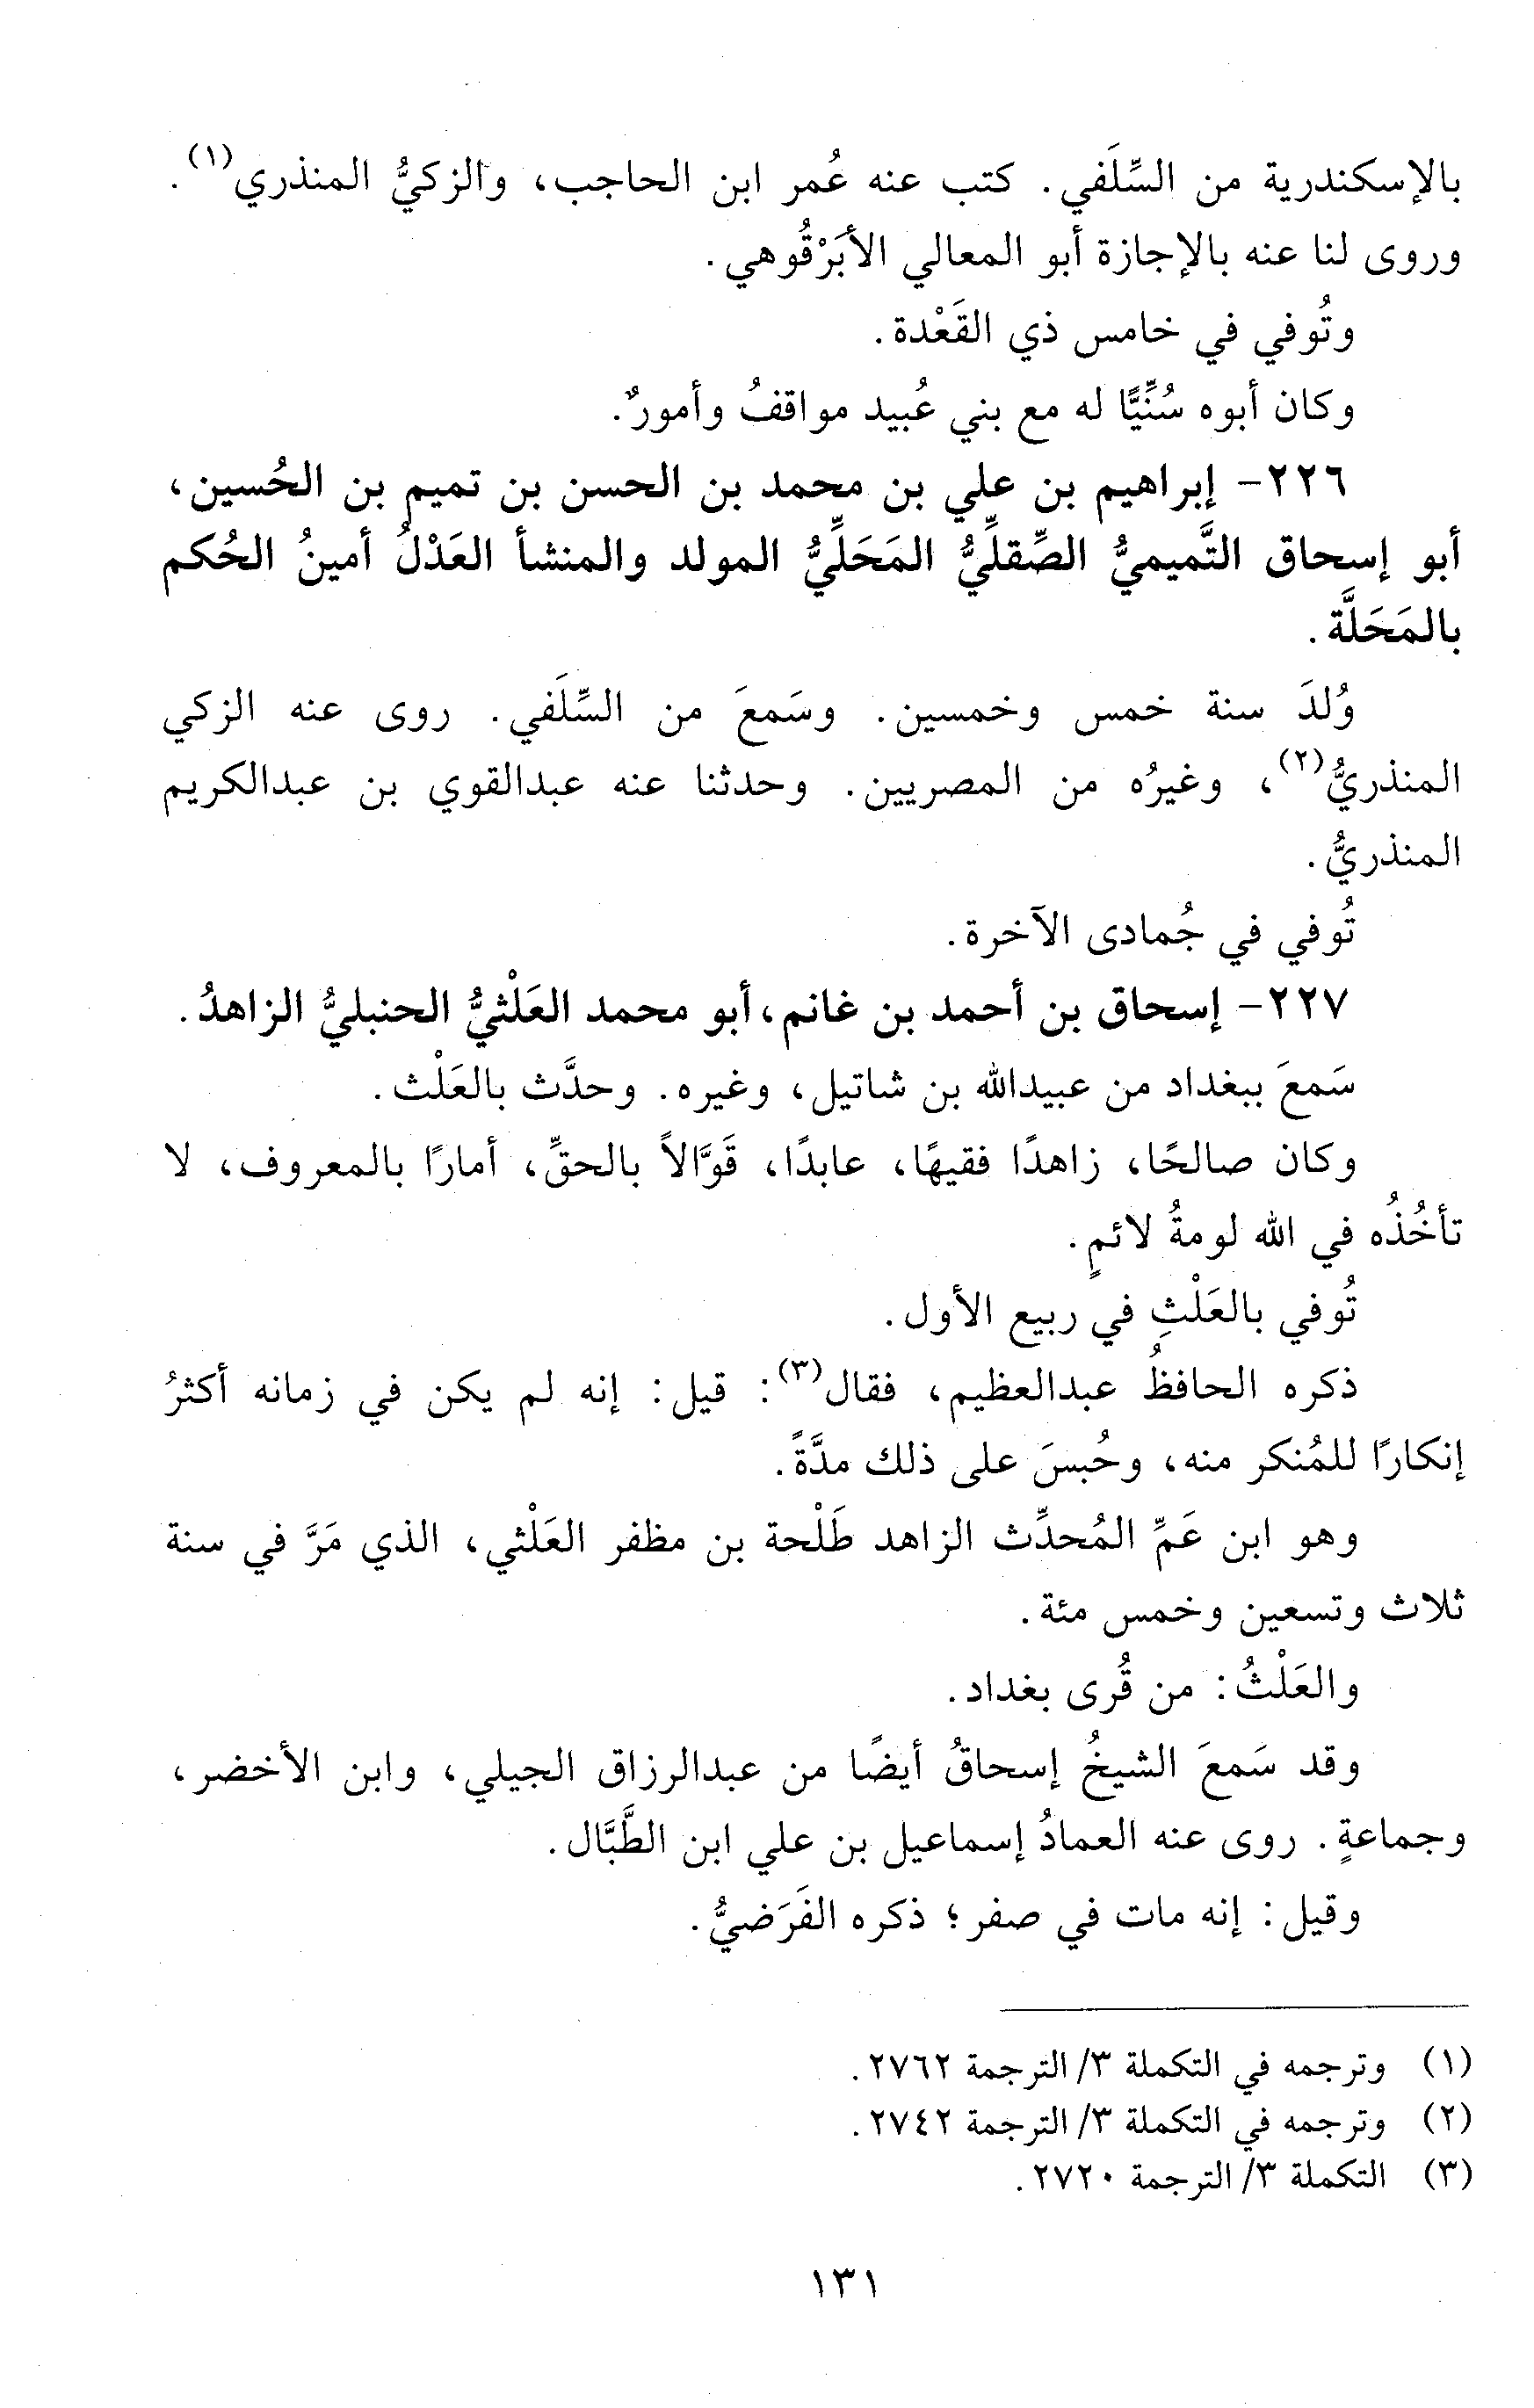 بالإسكندرية من السِّلَفي. كتب عنه عُمر ابن الحاجب، والزكيُّ المنذري(١).
وروى لنا عنه بالإجازة أبو المعالي الأبَرْقُوهي.
وتُوفي في خامس ذي القَعْدة.
وكان أبوه سُنِّيًّا له مع بني عُبيد مواقفُ وأمورٌ.
٢٢٦- إبراهيم بن علي بن محمد بن الحسن بن تميم بن الحُسين،
أبو إسحاق التَّميميُّ الصِّقلِّيُّ المَحَلِّيُّ المولد والمنشأ العَدْلُ أمينُ الحُكم
بالمَحَلَّة.
وُلدَ سنة خمس وخمسين. وسَمعَ من السِّلَفي. روى عنه الزكي
المنذريُّ(٢)، وغيرُه من المصريين. وحدثنا عنه عبدالقوي بن عبدالكريم
المنذريُّ.
تُوفي في جُمادى الآخرة.
٢٢٧- إسحاق بن أحمد بن غانم، أبو محمد العَلْثيُّ الحنبليُّ الزاهدُ.
سَمعَ ببغداد من عبيدالله بن شاتيل، وغيره. وحدَّث بالعَلْث.
وكان صالحًا، زاهدًا فقيهًا، عابدًا، قَوَّالاً بالحقِّ، أمارًا بالمعروف، لا
تأخُذُه في الله لومةُ لائمٍ.
تُوفي بالعَلْثِ في ربيع الأول.
ذكره الحافظُ عبدالعظيم، فقال(٣): قيل: إنه لم يكن في زمانه أكثرُ
إنكارًا للمُنكر منه، وحُبسَ على ذلك مدَّةً.
وهو ابن عَمِّ المُحدِّث الزاهد طَلْحة بن مظفر العَلْثي، الذي مَرَّ في سنة
ثلاث وتسعين وخمس مئة.
والعَلْثُ: من قُرى بغداد.
وقد سَمعَ الشيخُ إسحاقُ أيضًا من عبدالرزاق الجيلي، وابن الأخضر،
وجماعةٍ. روى عنه العمادُ إسماعيل بن علي ابن الطَّبَّال.
وقيل: إنه مات في صفر؛ ذكره الفَرَضيُّ.
(١) وترجمه في التكملة ٣/ الترجمة ٢٧٦٢.
(٢) وترجمه في التكملة ٣/ الترجمة ٢٧٤٢.
(٣) التكملة ٣/ الترجمة ٢٧٢٠.
١٣١